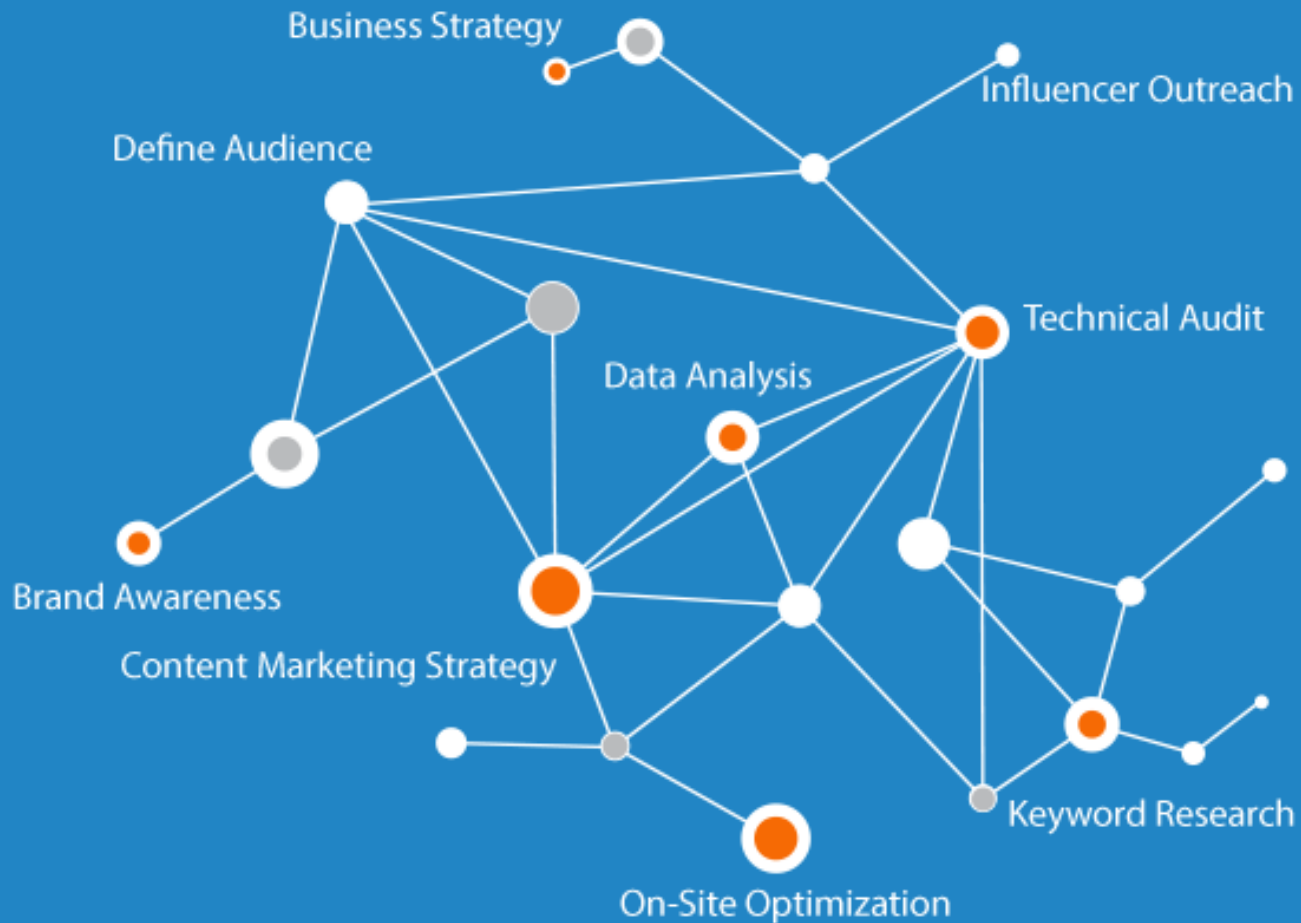 Business Strategy
Influencer Outreach
Define Audience
Technical Audit
Data Analysis
Brand Awareness
Content Marketing Strategy
Keyword Research
On-Site Optimization